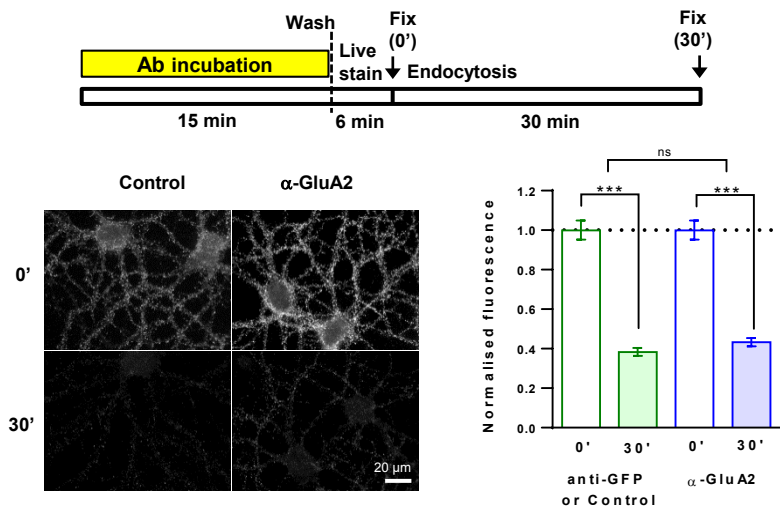 Wash
Live
stain
Fix
(0')
Fix
(30')
Ab incubation
Endocytosis
15 min
6 min
30 min
Control
α-GluA2
0'
30'
20 µm
Normalised fluorescence
1.2
1.0
0.8
0.6
0.4
0.2
0.0
ns
***
***
0'
30'
0'
30'
anti-GFP
or Control
α-GluA2